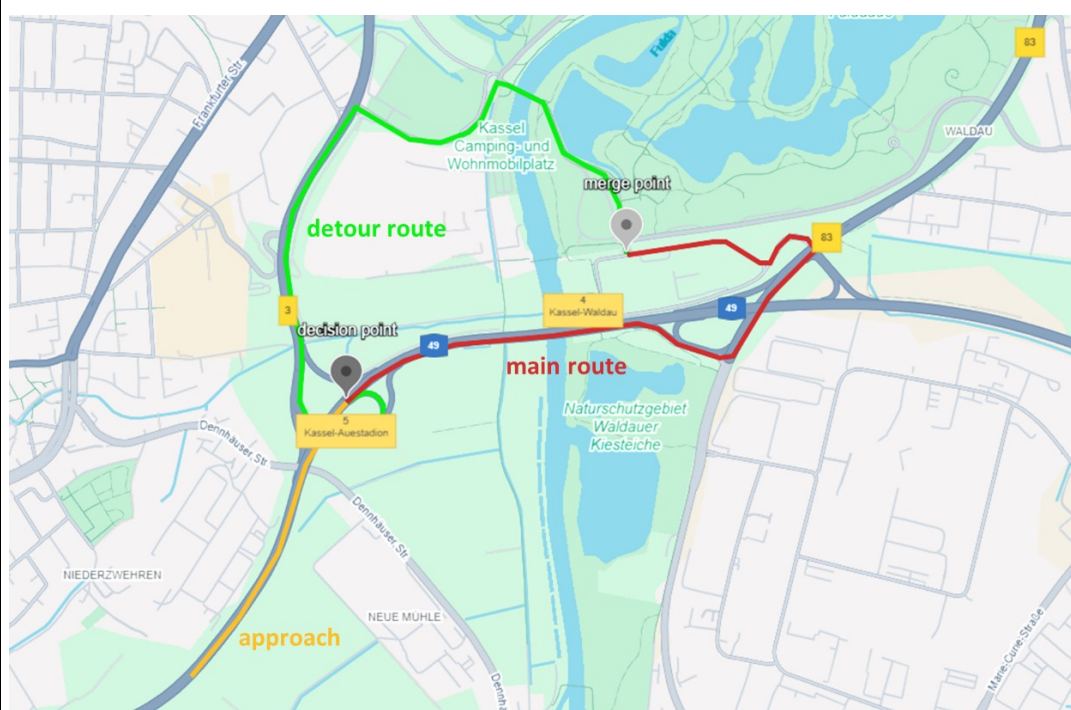 Fulda
83
Frankfurter Str
WALDAU
Kassel
Camping- und
Wohnmobilplatz
merge point
detour route
83
3
4
Kassel-Waldau
49
decision point
49
main route
5
Kassel-Auestadion
Naturschutzgebiet
Waldauer
Kiesteiche
Dennhäuser Str
Dennhäuser Str
NIEDERZWEHREN
NEUE MÜHLE
approach
Marie-Curie-Straße